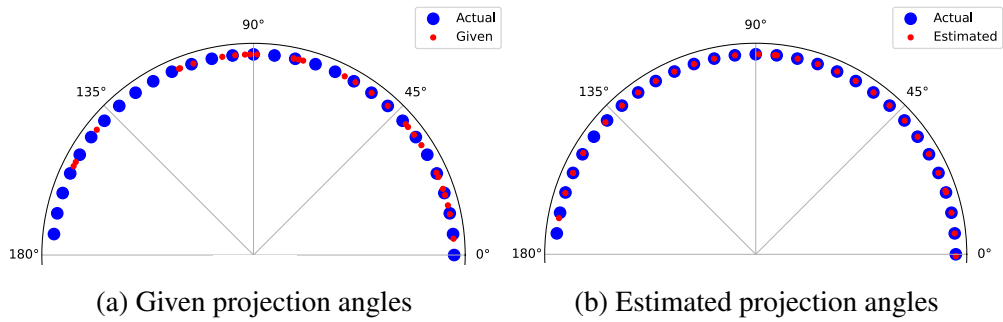 90°
Actual
Given
135°
45°
180°
0°
(a) Given projection angles
90°
Actual
Estimated
135°
45°
180°
0°
(b) Estimated projection angles